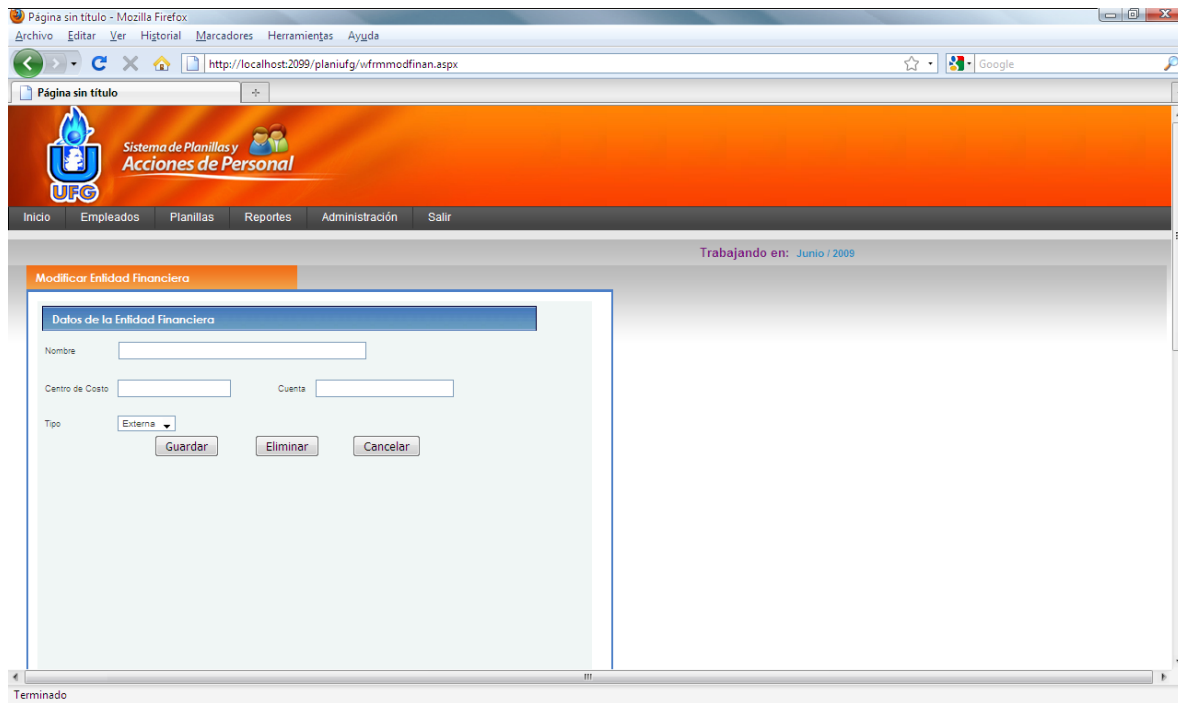 Página sin título - Mozilla Firefox
Archivo Editar Ver Historial Marcadores Herramientas Ayuda
http://localhost:2099/planiufg/wfrmmodfinan.aspx
Google
Página sin título
Sistema de Planillas y
Acciones de Personal
UFG
Inicio Empleados Planillas Reportes Administración Salir
Trabajando en: Junio / 2009
Modificar Entidad Financiera
Datos de la Entidad Financiera
Nombre
Centro de Costo Cuenta
Tipo Externa
Guardar Eliminar Cancelar
Terminado